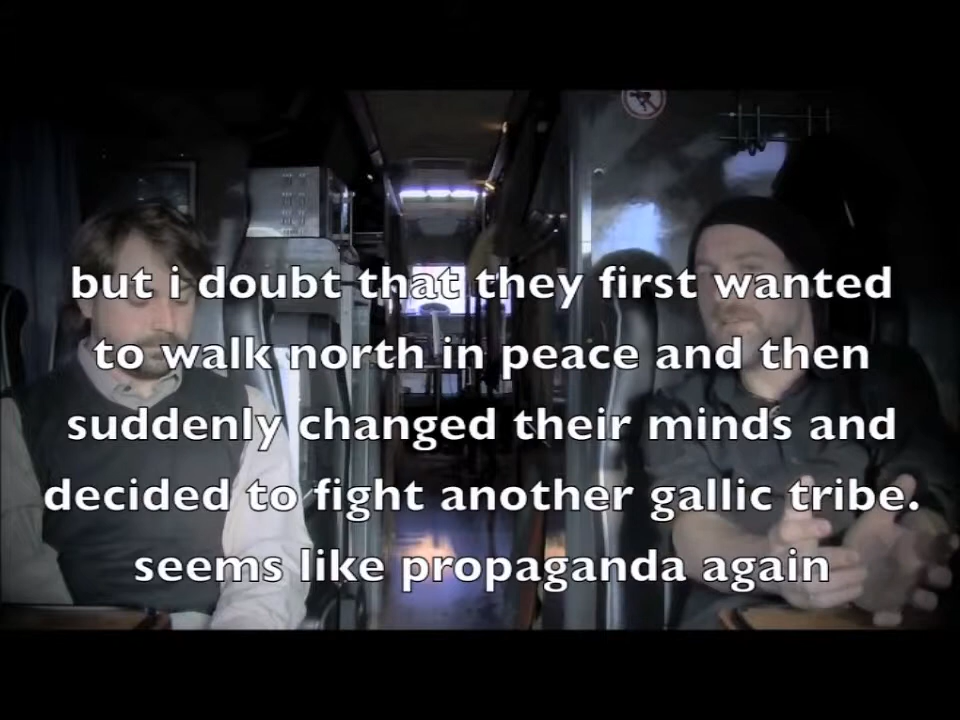 but i doubt that they first wanted
to walk north in peace and then
suddenly changed their minds and
decided to fight another gallic tribe.
seems like propaganda again